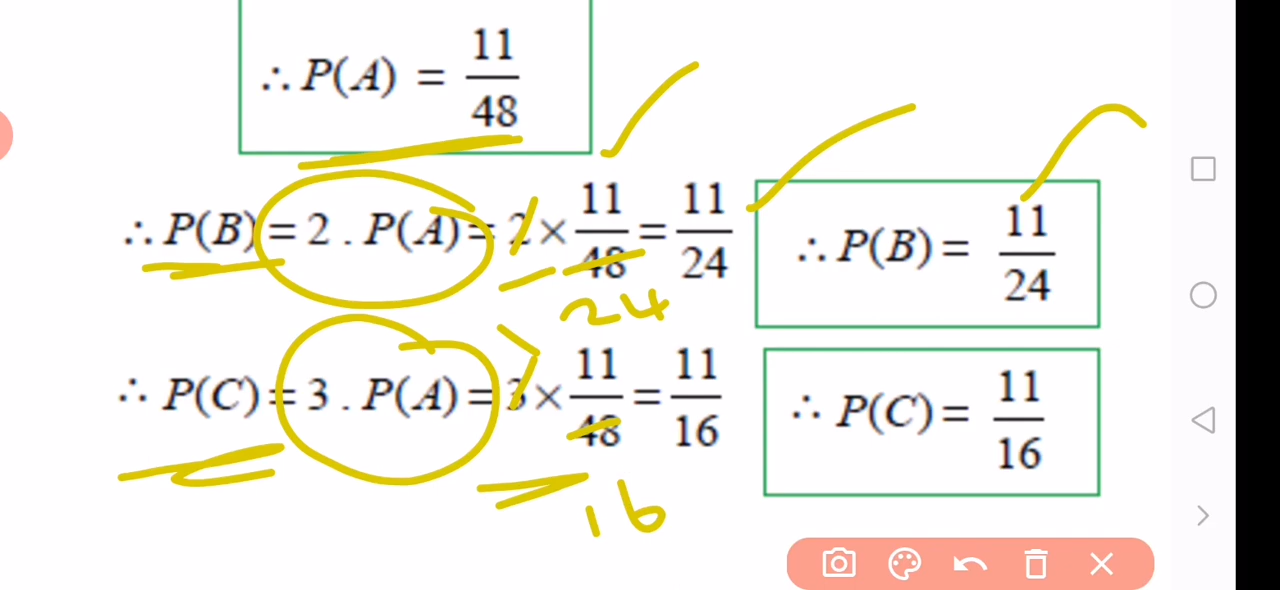 ∴ P(A) = 11/48
∴ P(B) = 2 . P(A) = 2 × 11/48 = 11/24
24
∴ P(B) = 11/24
∴ P(C) = 3 . P(A) = 3 × 11/48 = 11/16
16
∴ P(C) = 11/16